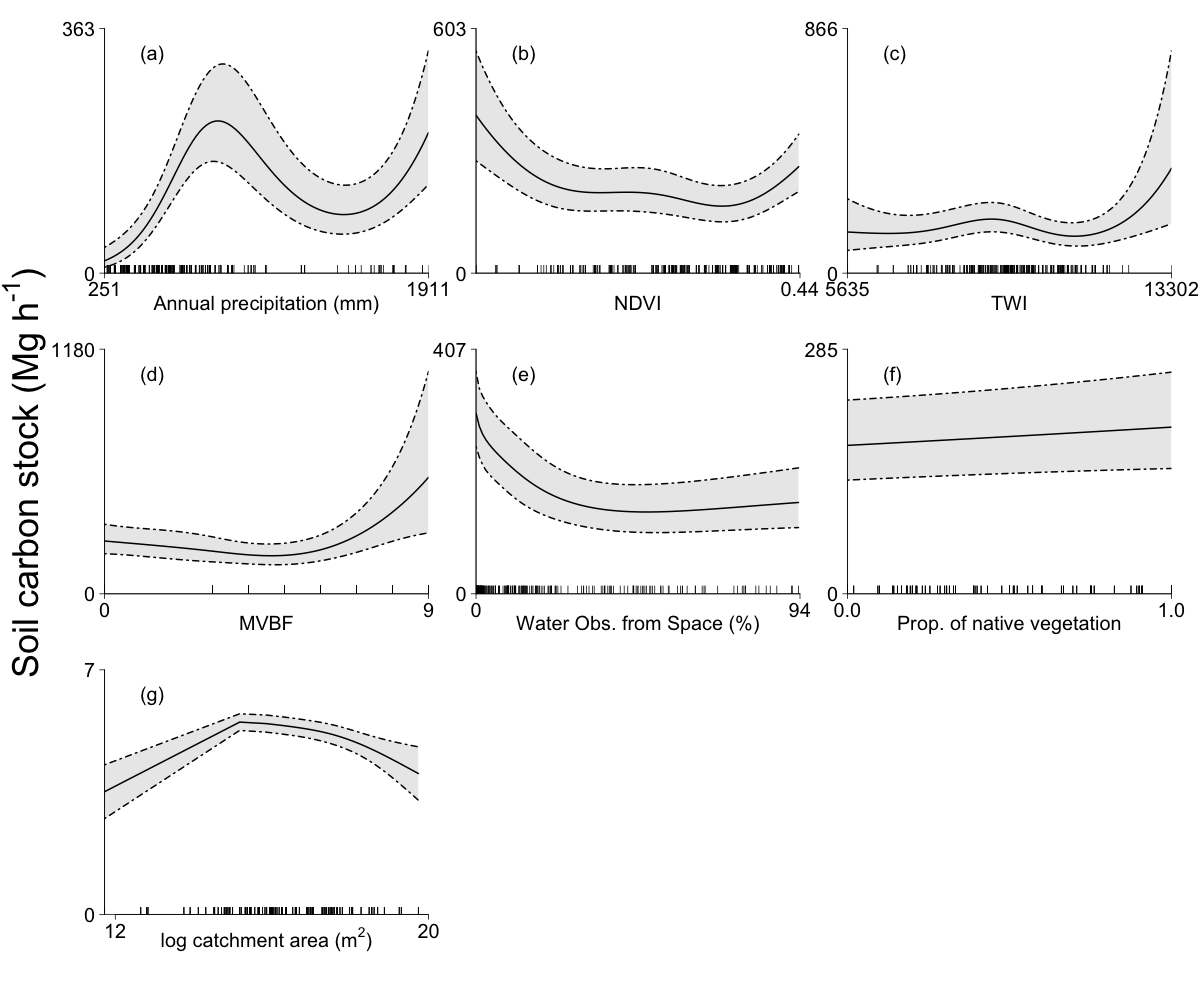 Soil carbon stock (Mg h⁻¹)
363
(a)
0
251
1911
Annual precipitation (mm)
603
(b)
0
0.44
NDVI
866
(c)
0
5635
13302
TWI
1180
(d)
0
0
9
MVBF
407
(e)
0
0
94
Water Obs. from Space (%)
285
(f)
0
0.0
1.0
Prop. of native vegetation
7
(g)
0
12
20
log catchment area (m²)